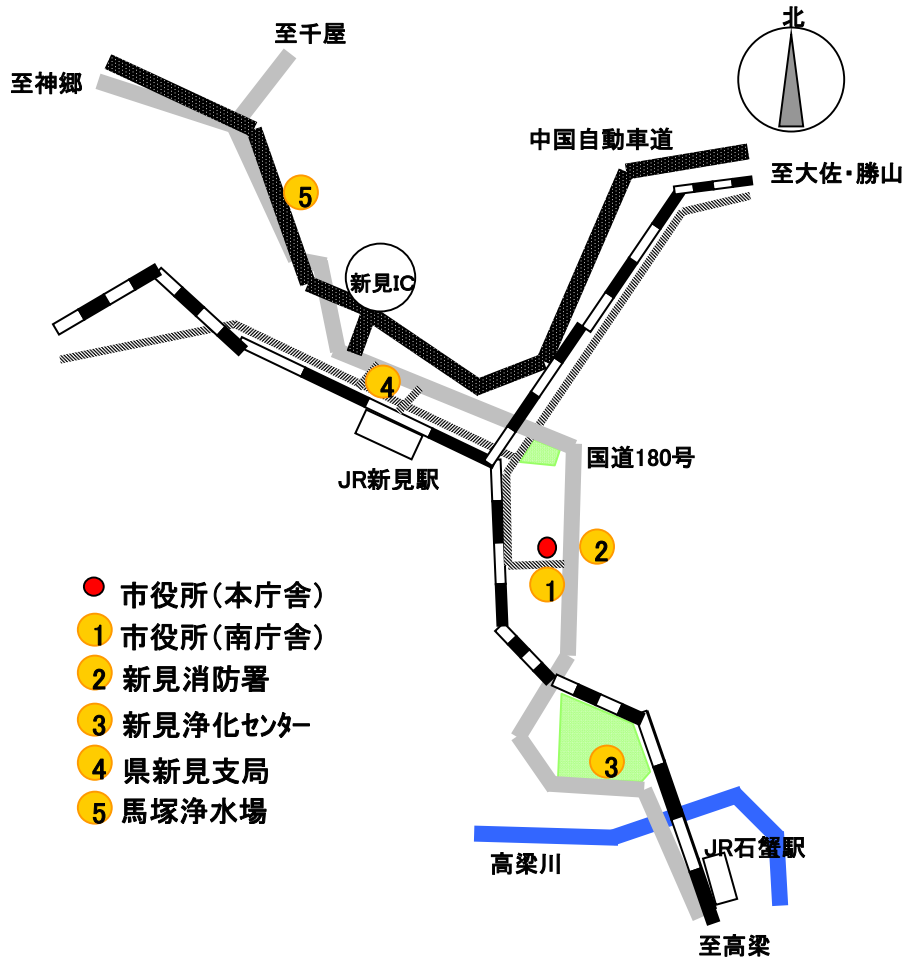 北
至千屋
至神郷
中国自動車道
至大佐・勝山
5
新見IC
4
国道180号
JR新見駅
2
1
市役所(本庁舎)
1 市役所(南庁舎)
2 新見消防署
3 新見浄化センター
4 県新見支局
5 馬塚浄水場
3
JR石蟹駅
高梁川
至高梁